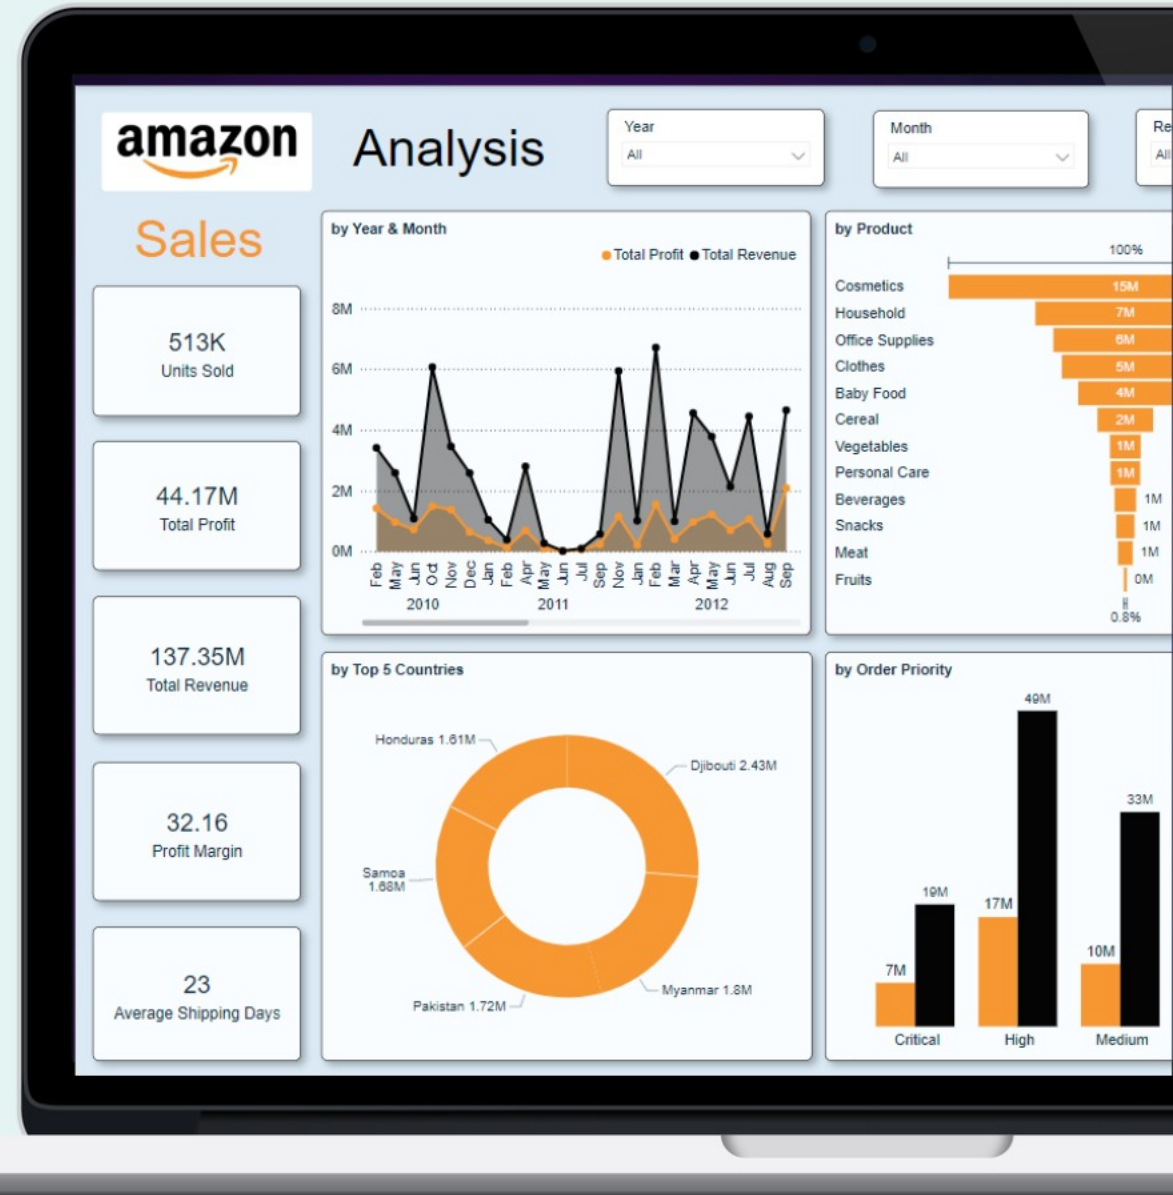 amazon
Analysis
Year
All
Month
All
Re
All
Sales
513K
Units Sold
44.17M
Total Profit
137.35M
Total Revenue
32.16
Profit Margin
23
Average Shipping Days
by Year & Month
Total Profit Total Revenue
8M
6M
4M
2M
0M
Feb May Jun Oct Nov Dec Jan Feb Apr May Jun Jul Sep Nov Jan Feb Mar Apr May Jun Jul Aug Sep
2010 2011 2012
by Product
100%
Cosmetics 15M
Household 7M
Office Supplies 6M
Clothes 5M
Baby Food 4M
Cereal 2M
Vegetables 1M
Personal Care 1M
Beverages 1M
Snacks 1M
Meat 1M
Fruits 0M
0.8%
by Top 5 Countries
Honduras 1.61M
Djibouti 2.43M
Samoa
1.68M
Pakistan 1.72M
Myanmar 1.8M
by Order Priority
49M
33M
19M
17M
10M
7M
Critical High Medium